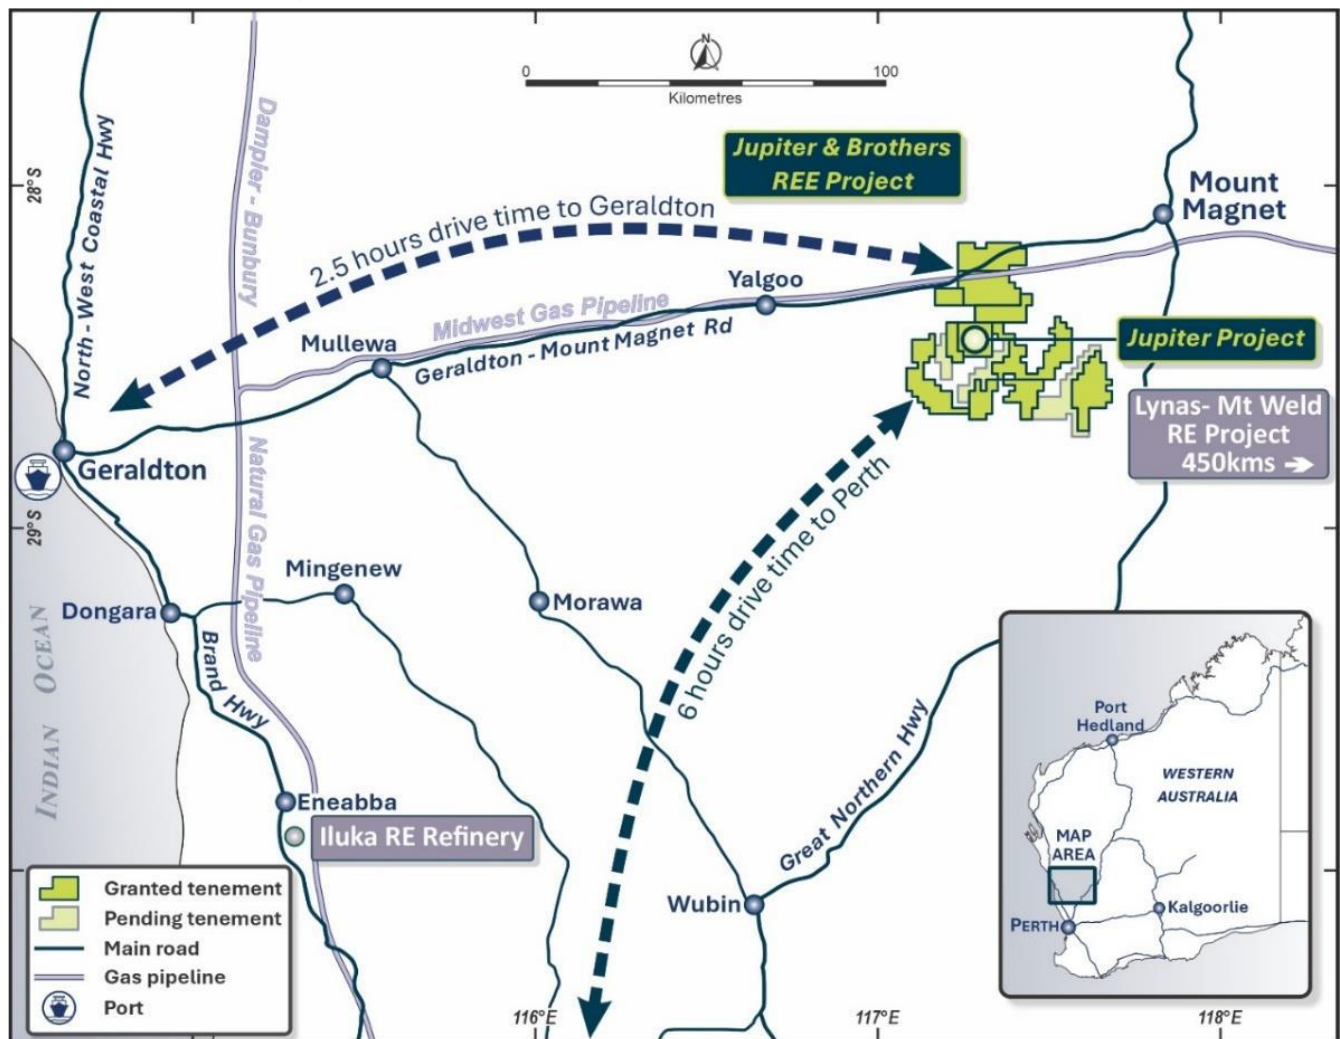 N
0
100
Kilometres
North - West Coastal Hwy
Dampler - Bunbury
Natural Gas Pipeline
Jupiter & Brothers
REE Project
28°S
Mount
Magnet
2.5 hours drive time to Geraldton
Yalgoo
Midwest Gas Pipeline
Mullewa
Geraldton - Mount Magnet Rd
Jupiter Project
Lynas- Mt Weld
RE Project
450kms →
Geraldton
6 hours drive time to Perth
29°S
Mingenew
Dongara
Morawa
INDIAN OCEAN
Brand Hwy
Great Northern Hwy
Eneabba
Iluka RE Refinery
Wubin
Port
Hedland
WESTERN
AUSTRALIA
MAP
AREA
Kalgoorlie
PERTH
Granted tenement
Pending tenement
Main road
Gas pipeline
Port
116°E
117°E
118°E